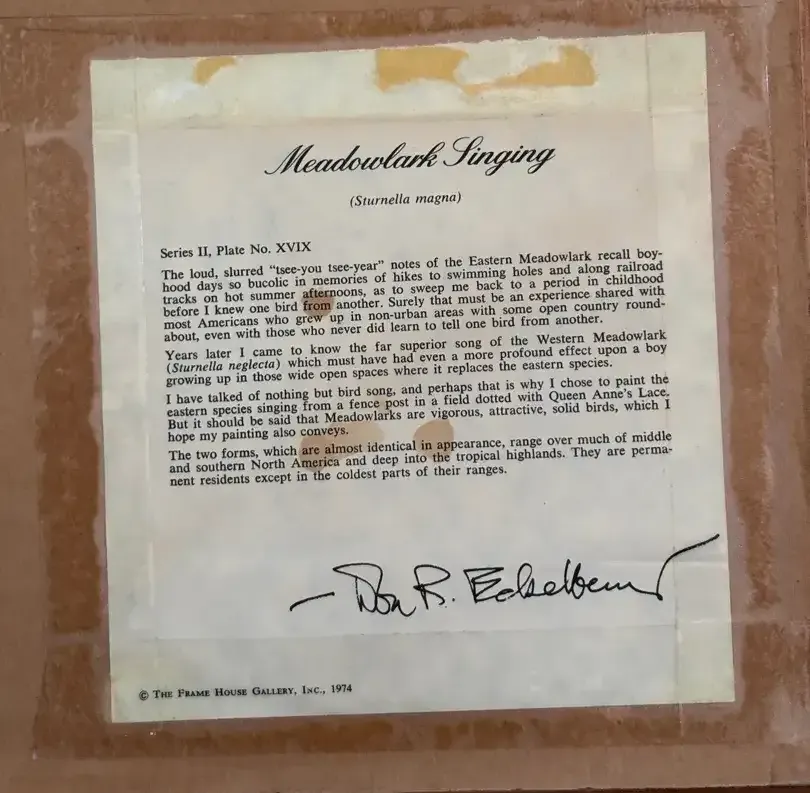 Meadowlark Singing
(Sturnella magna)
Series II, Plate No. XVIX
The loud, slurred “tsee-you tsee-year” notes of the Eastern Meadowlark recall boy-
hood days so bucolic in memories of hikes to swimming holes and along railroad
tracks on hot summer afternoons, as to sweep me back to a period in childhood
before I knew one bird from another. Surely that must be an experience shared with
most Americans who grew up in non-urban areas with some open country round-
about, even with those who never did learn to tell one bird from another.
Years later I came to know the far superior song of the Western Meadowlark
(Sturnella neglecta) which must have had even a more profound effect upon a boy
growing up in those wide open spaces where it replaces the eastern species.
I have talked of nothing but bird song, and perhaps that is why I chose to paint the
eastern species singing from a fence post in a field dotted with Queen Anne's Lace.
But it should be said that Meadowlarks are vigorous, attractive, solid birds, which I
hope my painting also conveys.
The two forms, which are almost identical in appearance, range over much of middle
and southern North America and deep into the tropical highlands. They are perma-
nent residents except in the coldest parts of their ranges.
— Don R. Eckelberry
© The Frame House Gallery, Inc., 1974